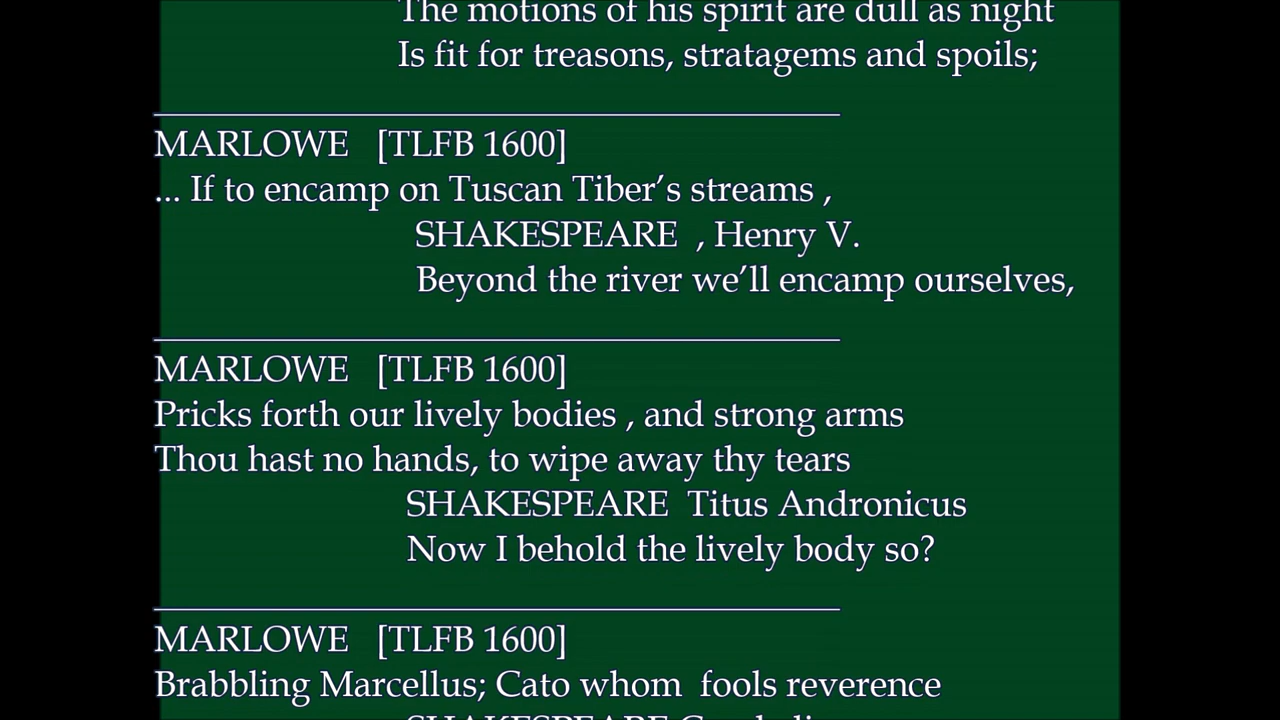 The motions of his spirit are dull as night
Is fit for treasons, stratagems and spoils;
MARLOWE [TLFB 1600]
... If to encamp on Tuscan Tiber’s streams ,
SHAKESPEARE , Henry V.
Beyond the river we’ll encamp ourselves,
MARLOWE [TLFB 1600]
Pricks forth our lively bodies , and strong arms
Thou hast no hands, to wipe away thy tears
SHAKESPEARE Titus Andronicus
Now I behold the lively body so?
MARLOWE [TLFB 1600]
Brabbling Marcellus; Cato whom fools reverence
SHAKESPEARE